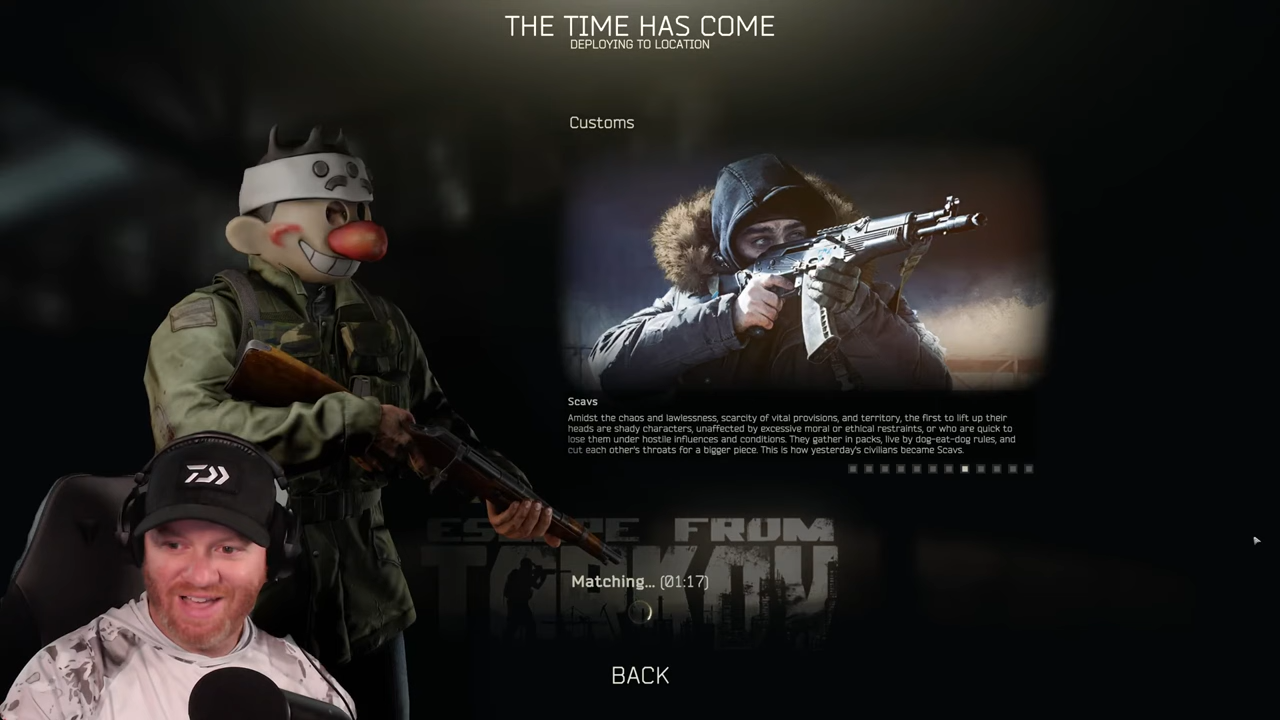 THE TIME HAS COME
DEPLOYING TO LOCATION
Customs
Scavs
Amidst the chaos and lawlessness, scarcity of vital provisions, and territory, the first to lift up their
heads are shady characters, unaffected by excessive moral or ethical restraints, or who are quick to
lose them under hostile influences and conditions. They gather in packs, live by dog-eat-dog rules, and
cut each other's throats for a bigger piece. This is how yesterday's civilians became Scavs.
ESCAPE FROM
TARKOV
Matching... (01:17)
BACK